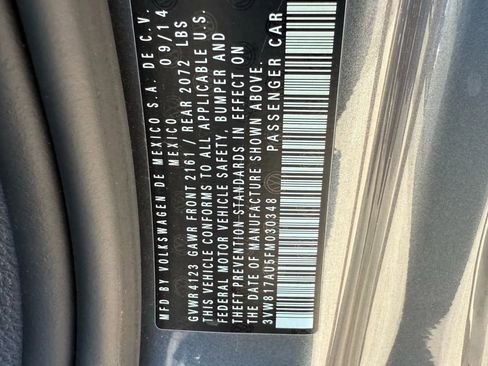 MFD BY VOLKSWAGEN DE MEXICO S.A. DE C.V.
MEXICO 09/14
GVWR 4123 GAWR FRONT 2161 / REAR 2072 LBS
THIS VEHICLE CONFORMS TO ALL APPLICABLE U.S.
FEDERAL MOTOR VEHICLE SAFETY, BUMPER AND
THEFT PREVENTION STANDARDS IN EFFECT ON
THE DATE OF MANUFACTURE SHOWN ABOVE.
3VW817AU5FM030348 PASSENGER CAR